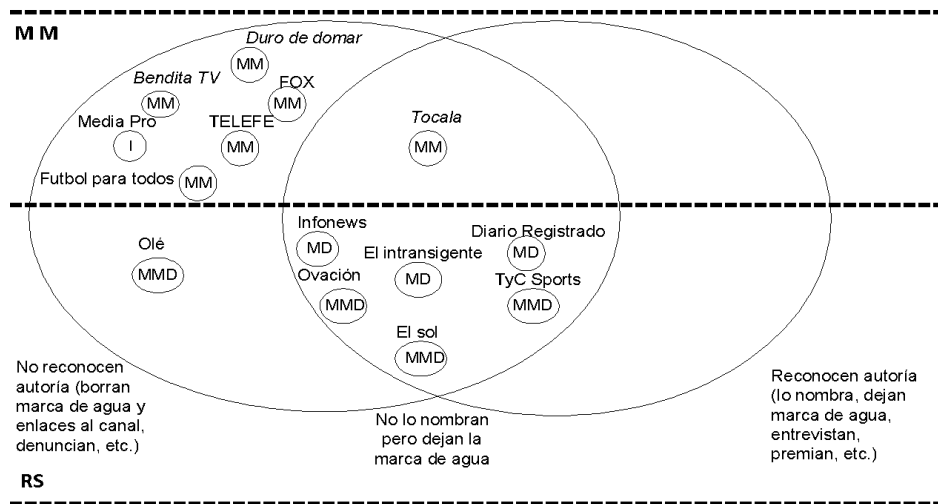 M M
Duro de domar
MM
FOX
Bendita TV
MM
MM
Media Pro
TELEFE
Tocala
I
MM
MM
Futbol para todos
MM
Infonews
Diario Registrado
Olé
MD
El intransigente
MD
MMD
Ovación
MD
TyC Sports
MMD
MMD
El sol
MMD
No reconocen
autoría (borran
marca de agua y
enlaces al canal,
denuncian, etc.)
No lo nombran
pero dejan la
marca de agua
Reconocen autoría
(lo nombra, dejan
marca de agua,
entrevistan,
premian, etc.)
RS